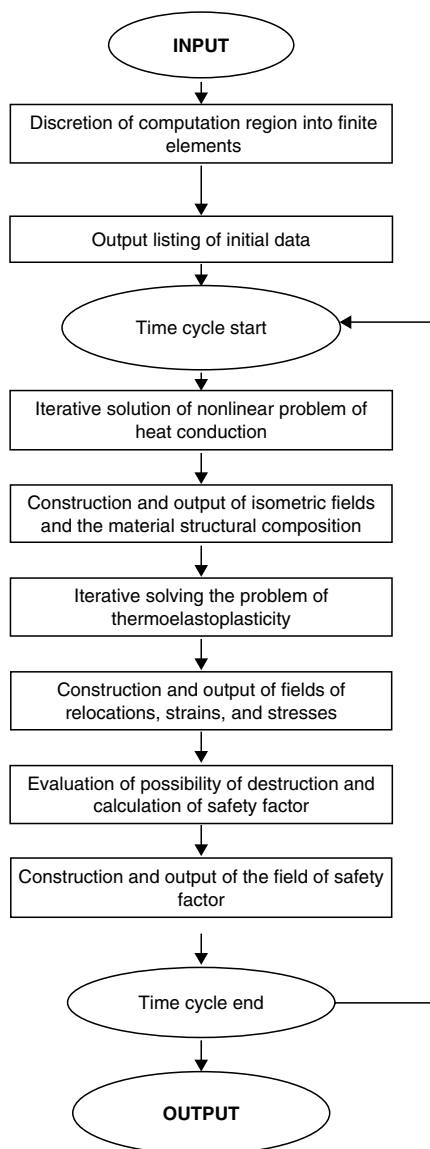 INPUT
Discretion of computation region into finite
elements
Output listing of initial data
Time cycle start
Iterative solution of nonlinear problem of
heat conduction
Construction and output of isometric fields
and the material structural composition
Iterative solving the problem of
thermoelastoplasticity
Construction and output of fields of
relocations, strains, and stresses
Evaluation of possibility of destruction and
calculation of safety factor
Construction and output of the field of safety
factor
Time cycle end
OUTPUT